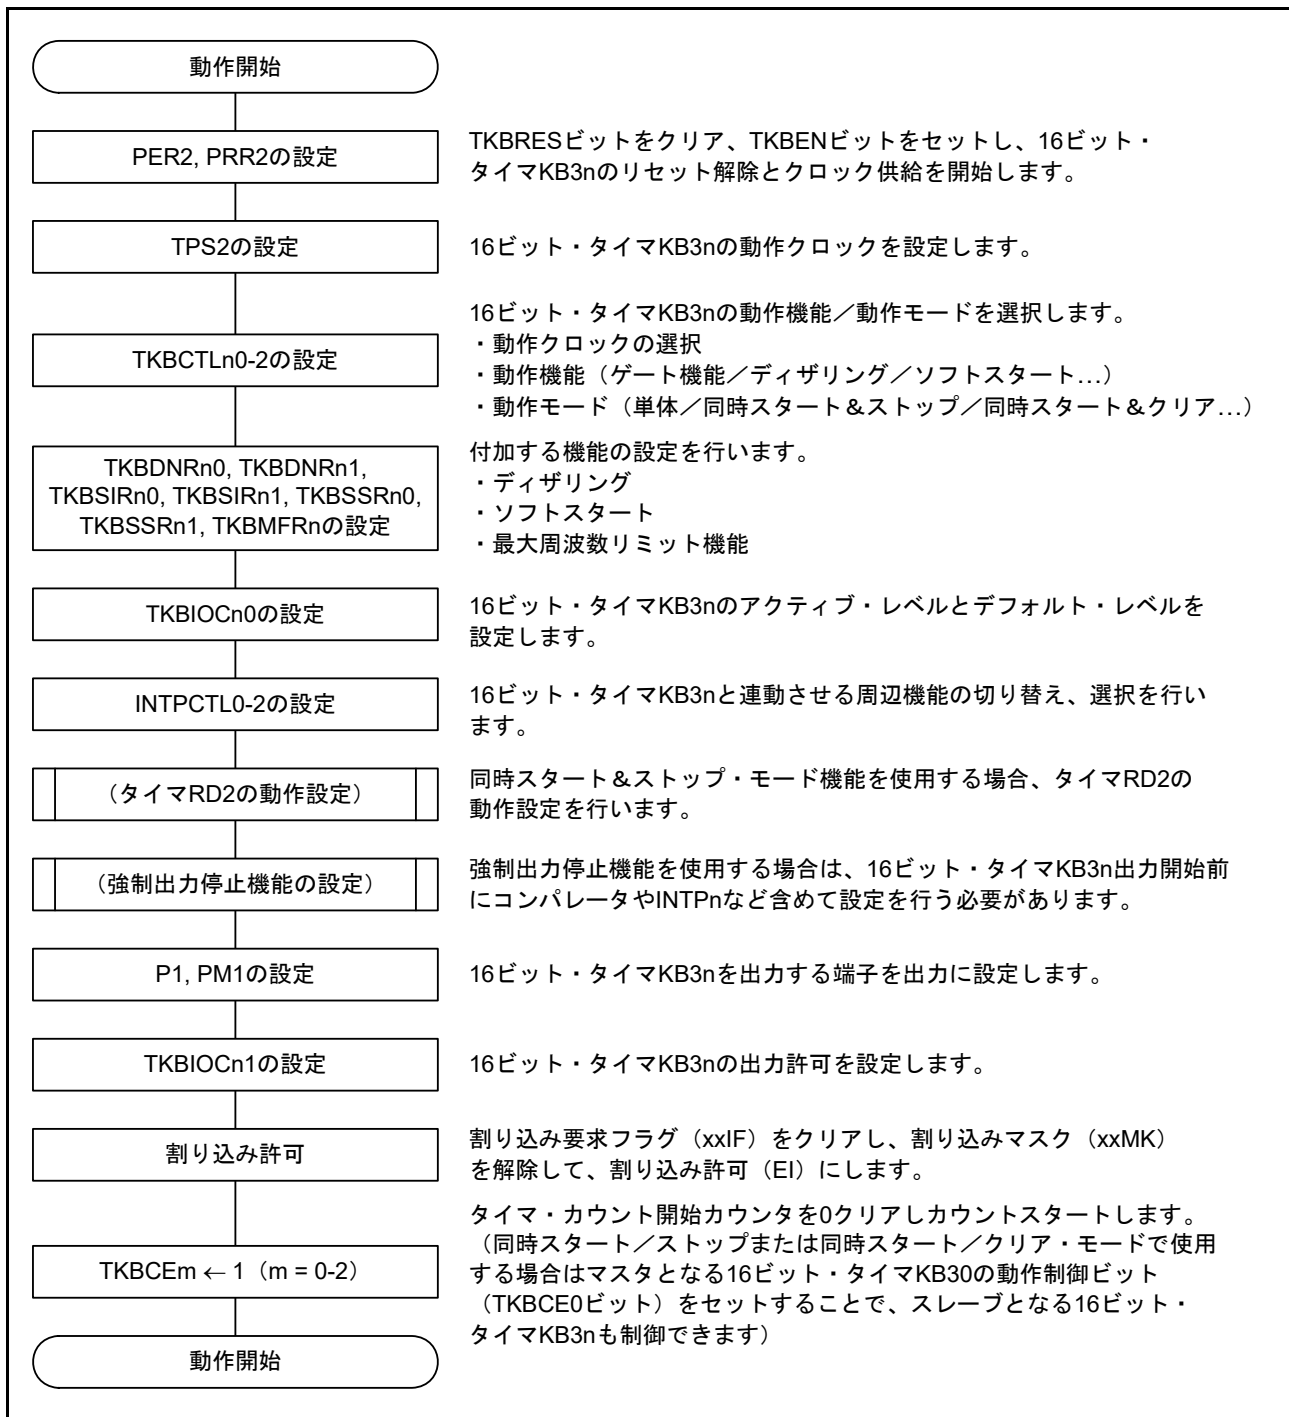 動作開始
PER2, PRR2の設定
TKBRESビットをクリア、TKBENビットをセットし、16ビット・
タイマKB3nのリセット解除とクロック供給を開始します。
TPS2の設定
16ビット・タイマKB3nの動作クロックを設定します。
TKBCTLn0-2の設定
16ビット・タイマKB3nの動作機能／動作モードを選択します。
・動作クロックの選択
・動作機能（ゲート機能／ディザリング／ソフトスタート…）
・動作モード（単体／同時スタート＆ストップ／同時スタート＆クリア…）
TKBDNRn0, TKBDNRn1,
TKBSIRn0, TKBSIRn1, TKBSSRn0,
TKBSSRn1, TKBMFRnの設定
付加する機能の設定を行います。
・ディザリング
・ソフトスタート
・最大周波数リミット機能
TKBIOCn0の設定
16ビット・タイマKB3nのアクティブ・レベルとデフォルト・レベルを
設定します。
INTPCTL0-2の設定
16ビット・タイマKB3nと連動させる周辺機能の切り替え、選択を行い
ます。
（タイマRD2の動作設定）
同時スタート＆ストップ・モード機能を使用する場合、タイマRD2の
動作設定を行います。
（強制出力停止機能の設定）
強制出力停止機能を使用する場合は、16ビット・タイマKB3n出力開始前
にコンパレータやINTPnなど含めて設定を行う必要があります。
P1, PM1の設定
16ビット・タイマKB3nを出力する端子を出力に設定します。
TKBIOCn1の設定
16ビット・タイマKB3nの出力許可を設定します。
割り込み許可
割り込み要求フラグ（xxIF）をクリアし、割り込みマスク（xxMK）
を解除して、割り込み許可（EI）にします。
TKBCEm ← 1（m = 0-2）
タイマ・カウント開始カウンタを0クリアしカウントスタートします。
（同時スタート／ストップまたは同時スタート／クリア・モードで使用
する場合はマスタとなる16ビット・タイマKB30の動作制御ビット
（TKBCE0ビット）をセットすることで、スレーブとなる16ビット・
タイマKB3nも制御できます）
動作開始